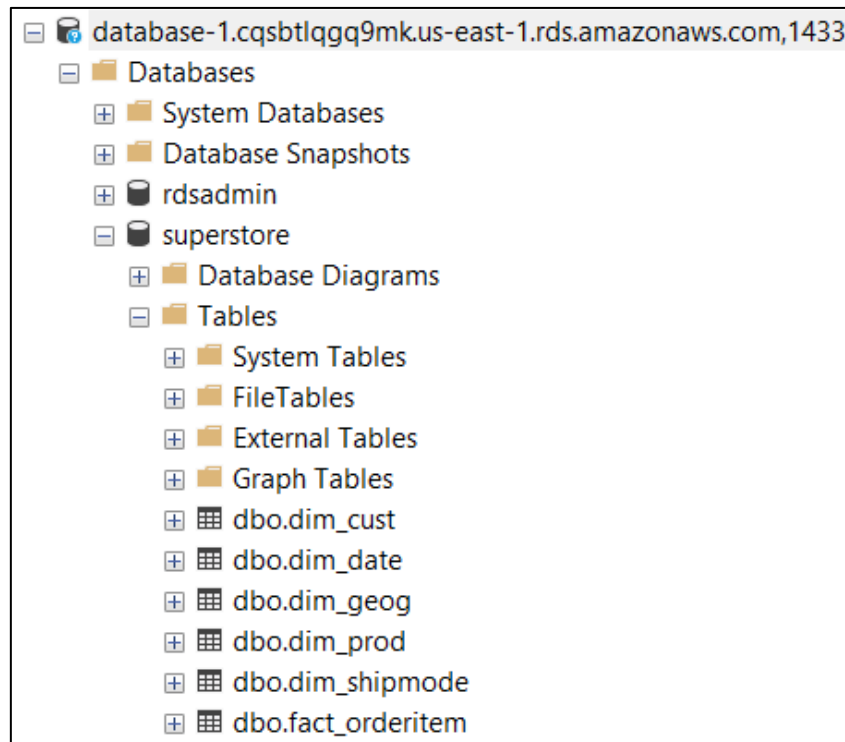 database-1.cqsbtlqgq9mk.us-east-1.rds.amazonaws.com,1433
Databases
System Databases
Database Snapshots
rdsadmin
superstore
Database Diagrams
Tables
System Tables
FileTables
External Tables
Graph Tables
dbo.dim_cust
dbo.dim_date
dbo.dim_geog
dbo.dim_prod
dbo.dim_shipmode
dbo.fact_orderitem